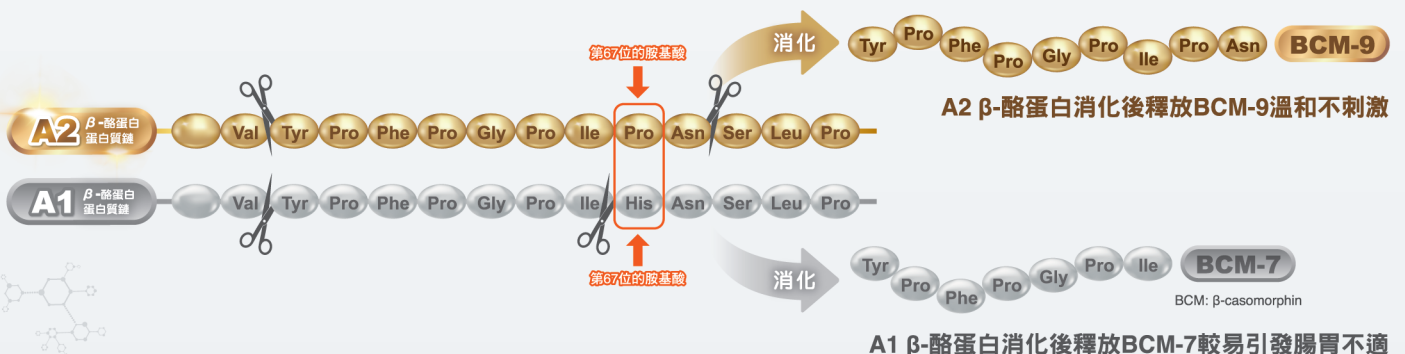 第67位的胺基酸
消化
Tyr Pro Phe Pro Gly Pro Ile Pro Asn BCM-9
A2 β-酪蛋白消化後釋放BCM-9溫和不刺激
A2 β-酪蛋白
蛋白質鏈
Val Tyr Pro Phe Pro Gly Pro Ile Pro Asn Ser Leu Pro
A1 β-酪蛋白
蛋白質鏈
Val Tyr Pro Phe Pro Gly Pro Ile His Asn Ser Leu Pro
第67位的胺基酸
消化
Tyr Pro Phe Pro Gly Pro Ile BCM-7
BCM: β-casomorphin
A1 β-酪蛋白消化後釋放BCM-7較易引發腸胃不適